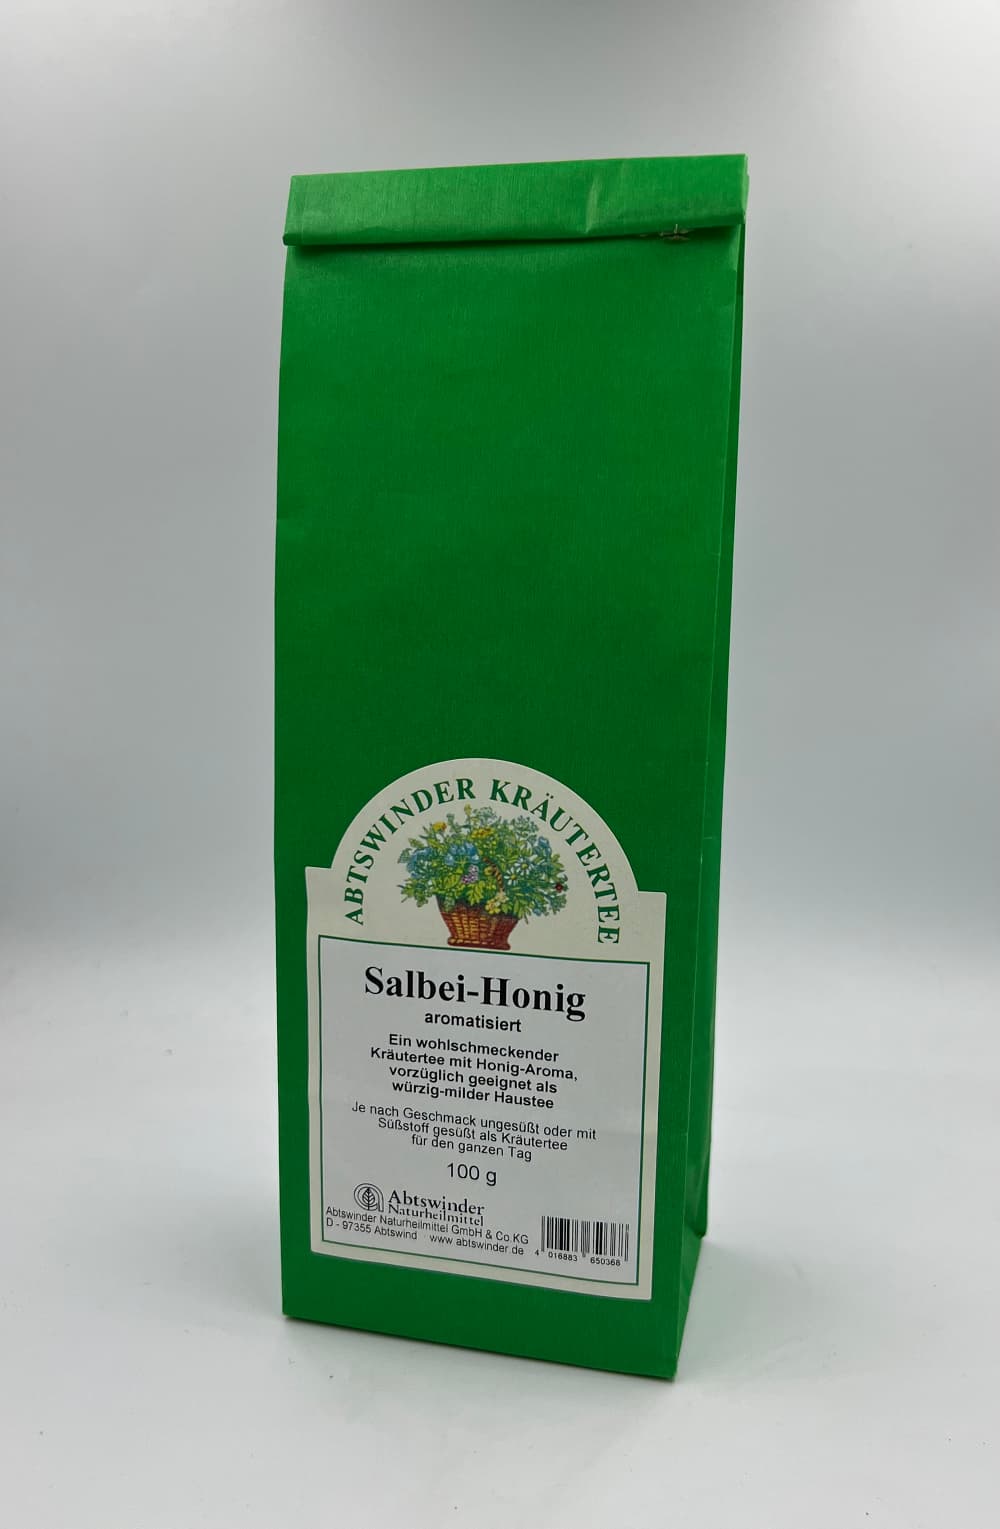 ABTSWINDER KRÄUTERTEE
Salbei-Honig
aromatisiert
Ein wohlschmeckender
Kräutertee mit Honig-Aroma,
vorzüglich geeignet als
würzig-milder Haustee
Je nach Geschmack ungesüßt oder mit
Süßstoff gesüßt als Kräutertee
für den ganzen Tag
100 g
Abtswinder
Naturheilmittel
Abtswinder Naturheilmittel GmbH & Co.KG
D - 97355 Abtswind · www.abtswinder.de
4 016883 650368